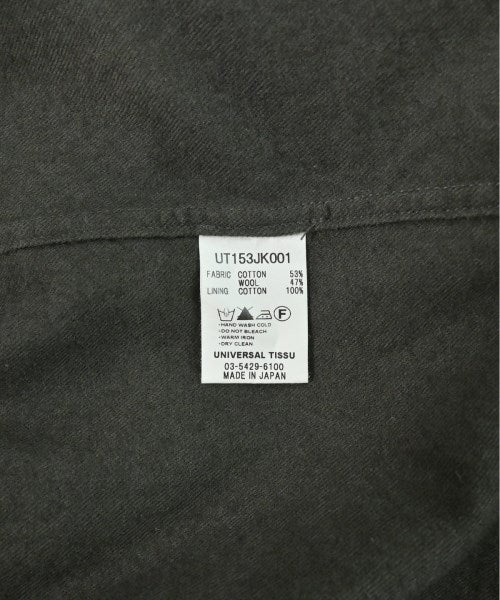 UT153JK001
FABRIC COTTON 53%
WOOL 47%
LINING COTTON 100%
F
・HAND WASH COLD
・DO NOT BLEACH
・WARM IRON
・DRY CLEAN
UNIVERSAL TISSU
03-5429-6100
MADE IN JAPAN